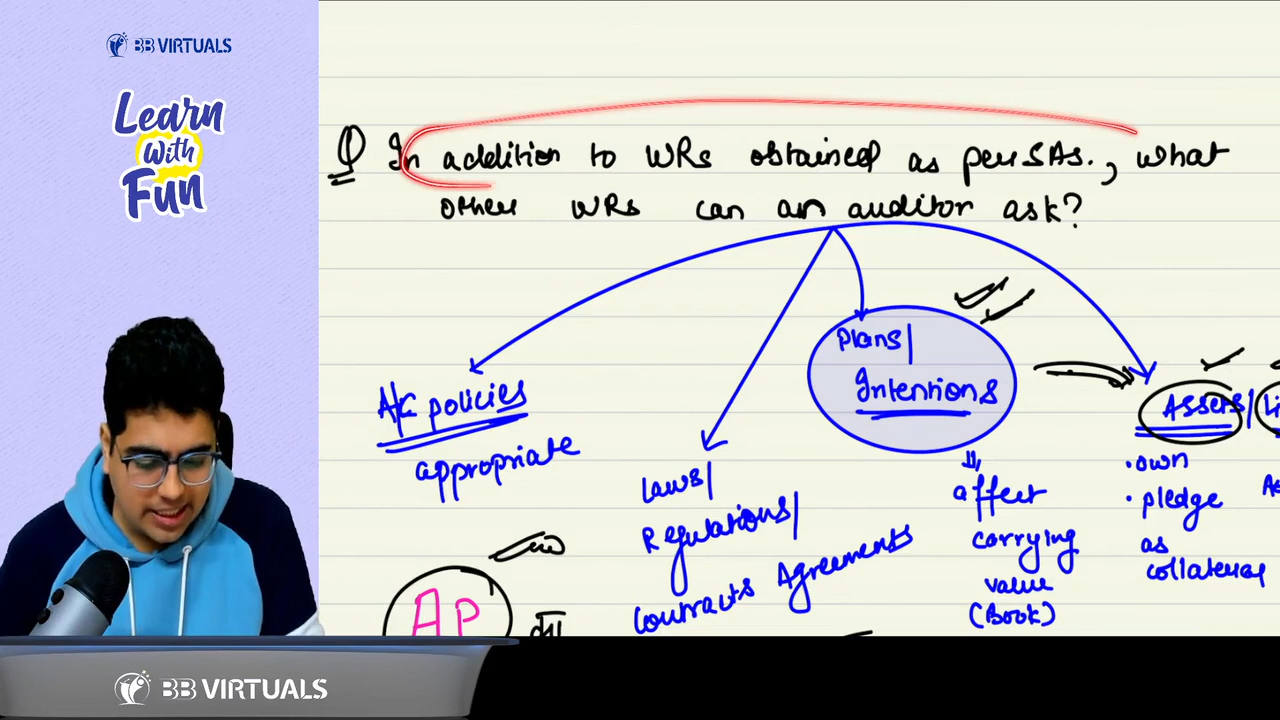 BB VIRTUALS
Learn
With
Fun
Q In addition to WRs obtained as per SAs., what
other WRs can an auditor ask?
A/c policies
appropriate
Laws/
Regulations/
Contracts Agreements
Plans/
Intentions
affect
carrying
value
(Book)
Assets/
• own
• pledge
as
collateral
AP
BB VIRTUALS